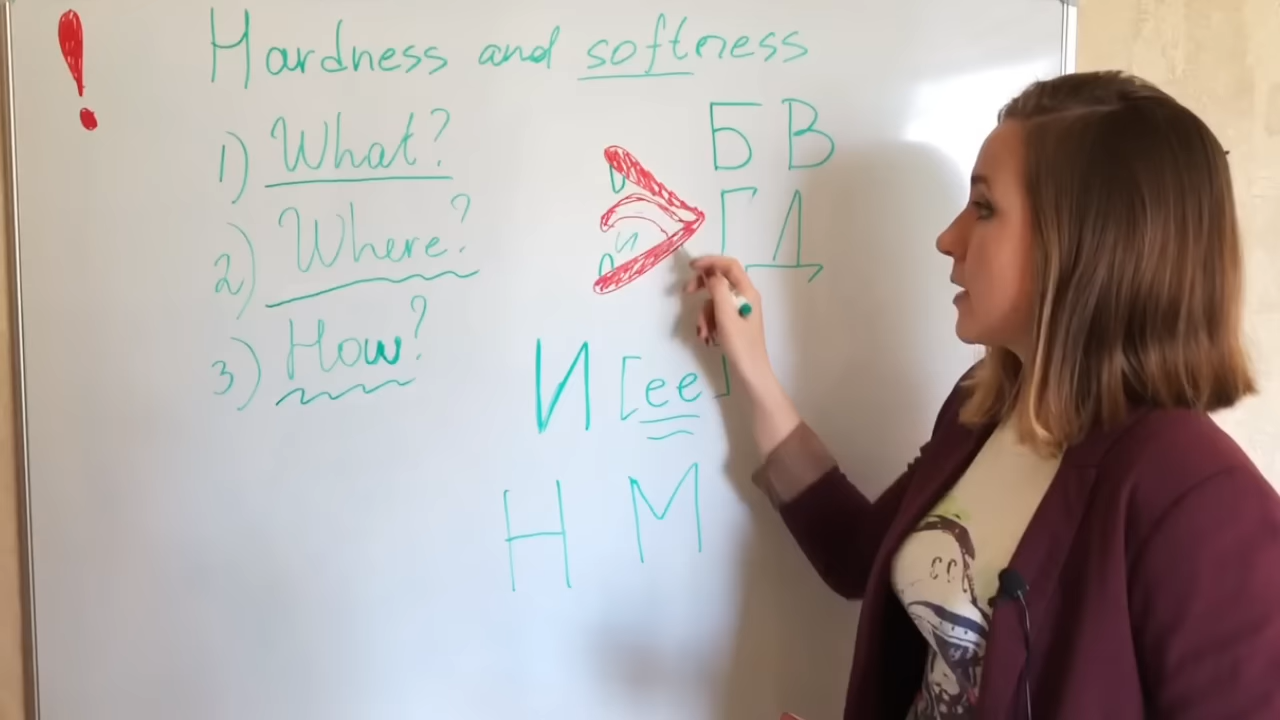 ! Hardness and softness
1) What?
2) Where?
3) How?
Б В
Г Д
И [ee]
Н М